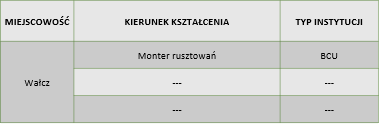 MIEJSCOWOŚĆ KIERUNEK KSZTAŁCENIA TYP INSTYTUCJI
Monter rusztowań BCU
Wałcz --- ---
--- ---